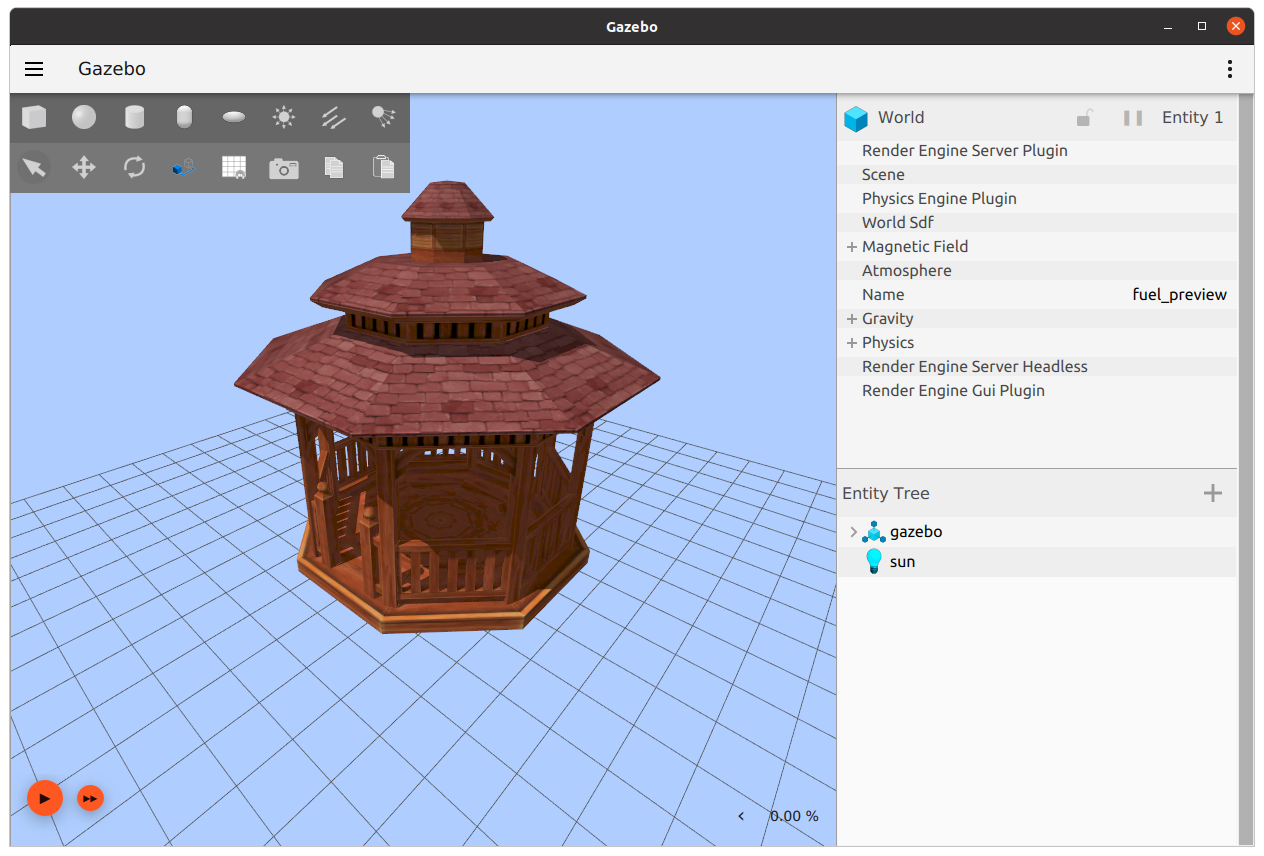 Gazebo
Gazebo
World Entity 1
Render Engine Server Plugin
Scene
Physics Engine Plugin
World Sdf
Magnetic Field
Atmosphere
Name fuel_preview
Gravity
Physics
Render Engine Server Headless
Render Engine Gui Plugin
Entity Tree
gazebo
sun
0.00 %